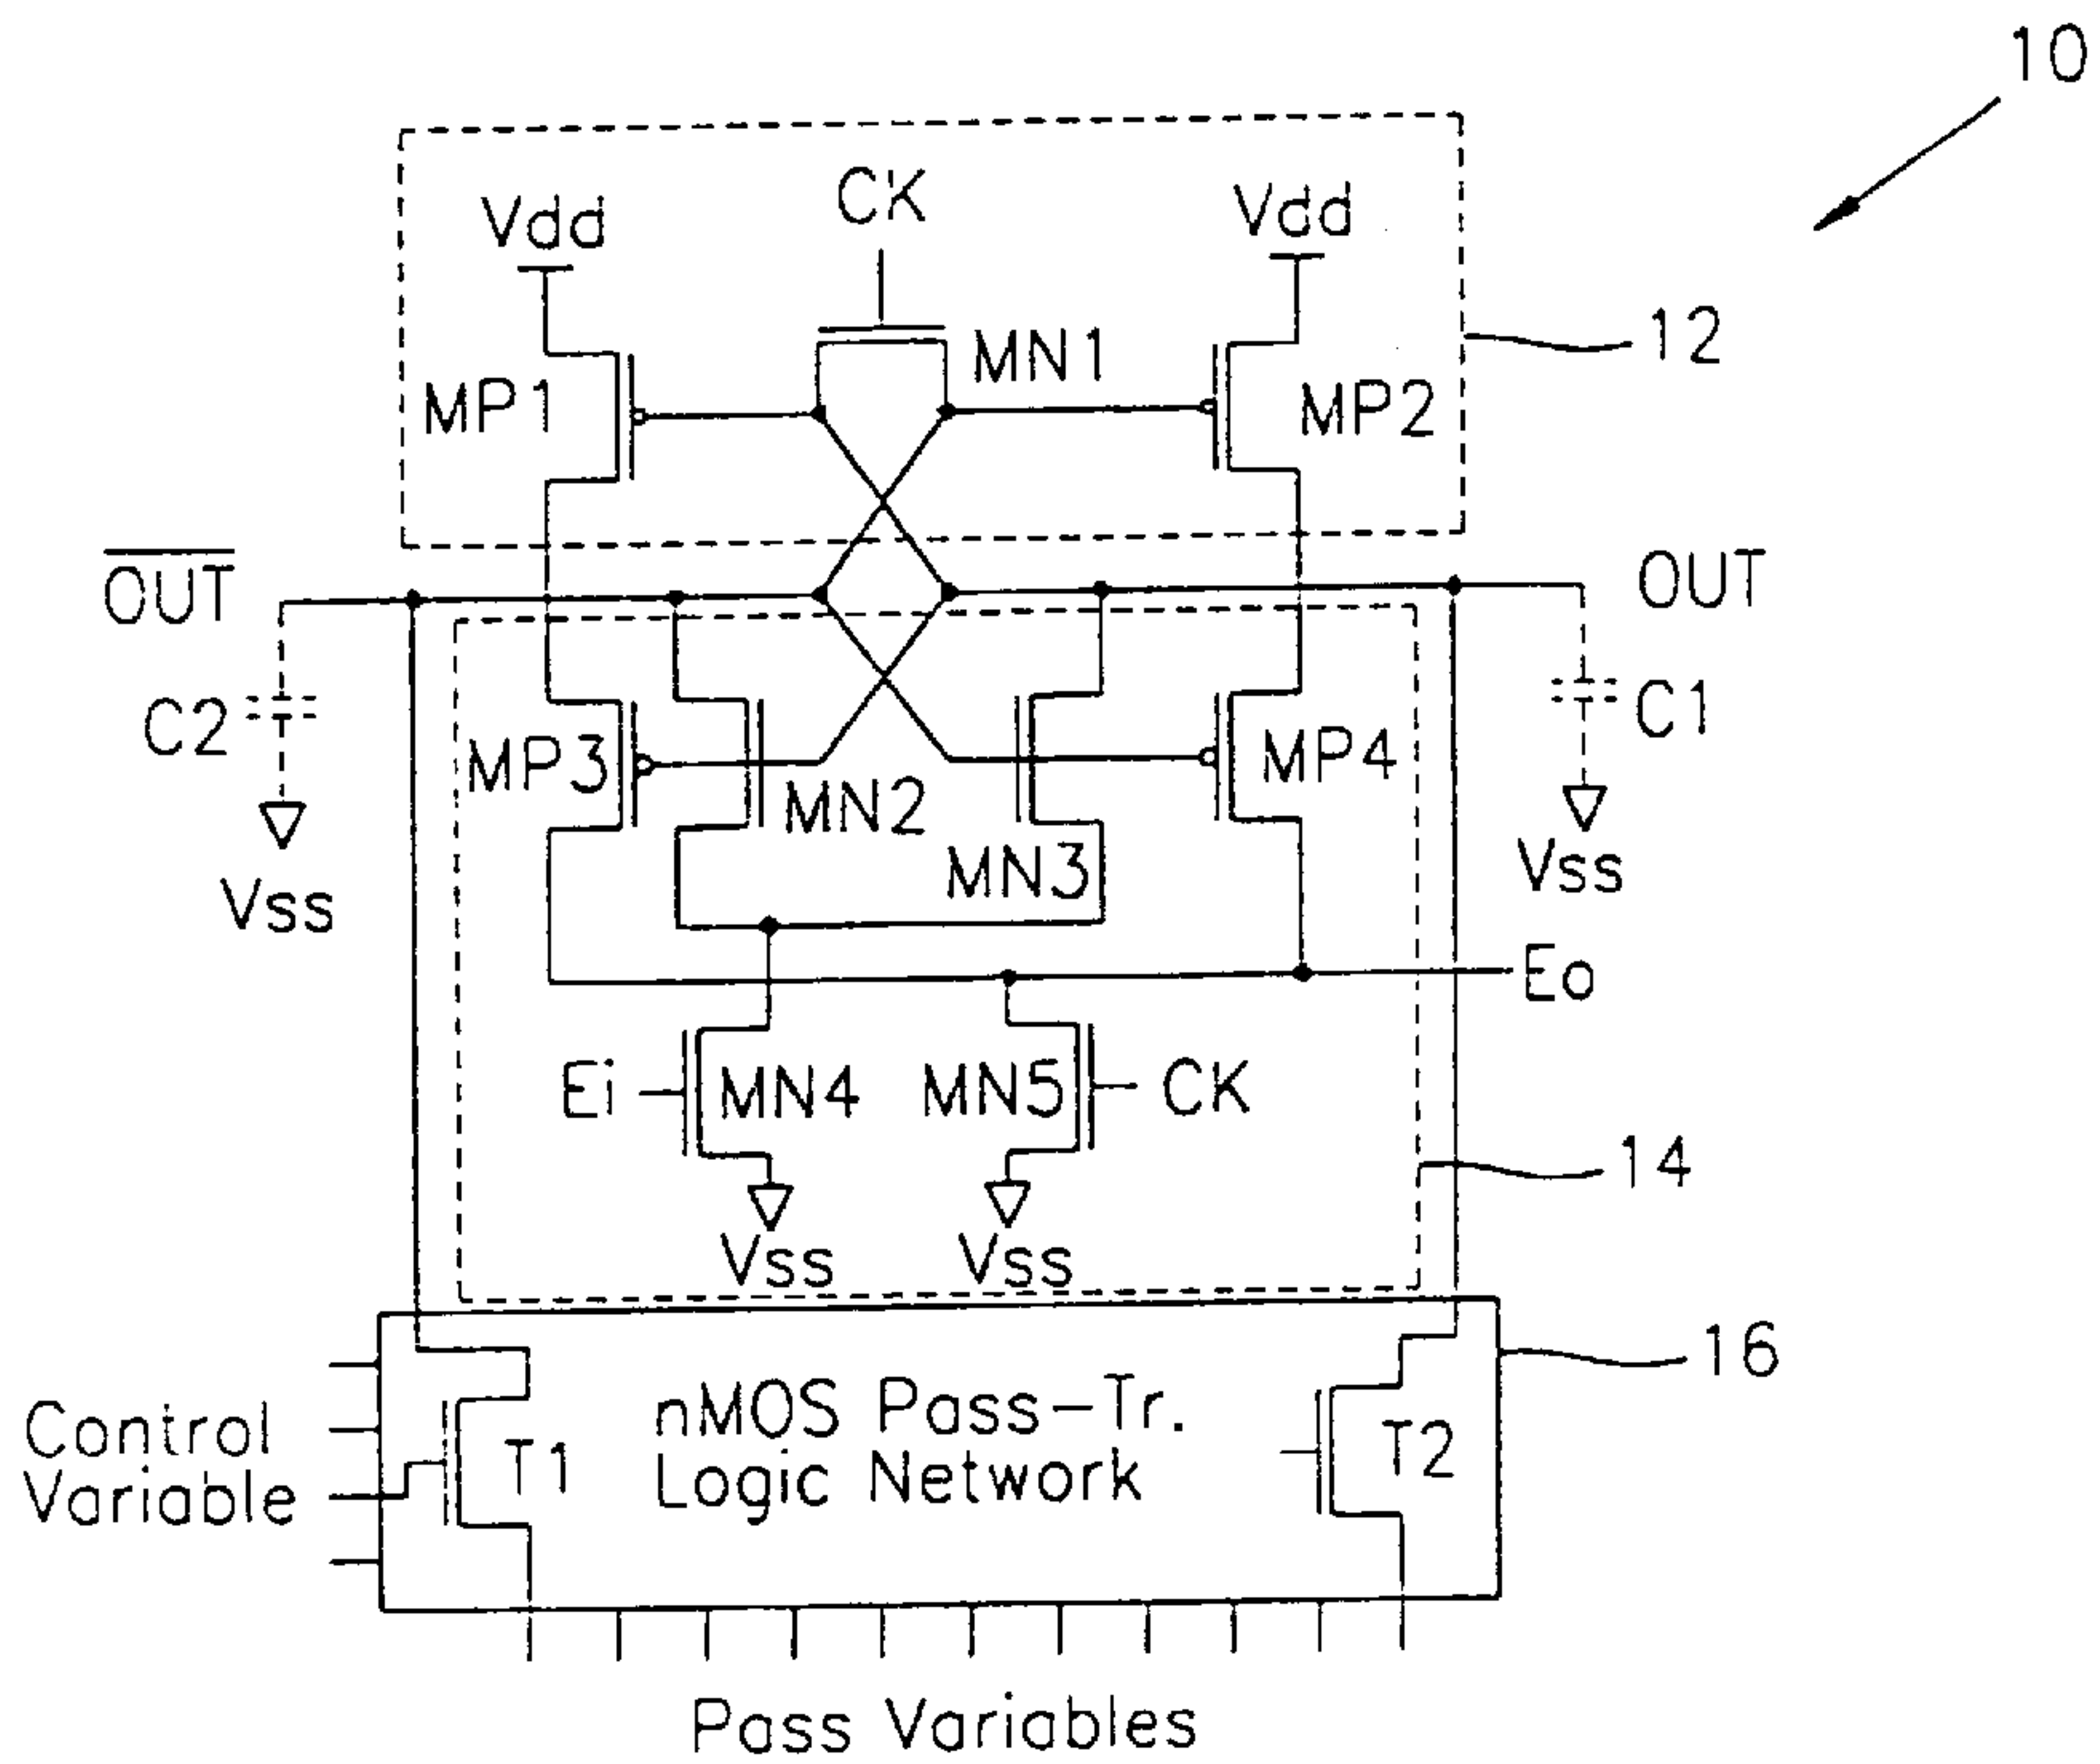 10
CK
Vdd
Vdd
MN1
12
MP1
MP2
OUT
OUT
C2
C1
MP3
MP4
MN2
MN3
Vss
Vss
Eo
Ei
MN4
MN5
CK
14
Vss
Vss
16
Control
Variable
T1
nMOS Pass-Tr.
Logic Network
T2
Pass Variables